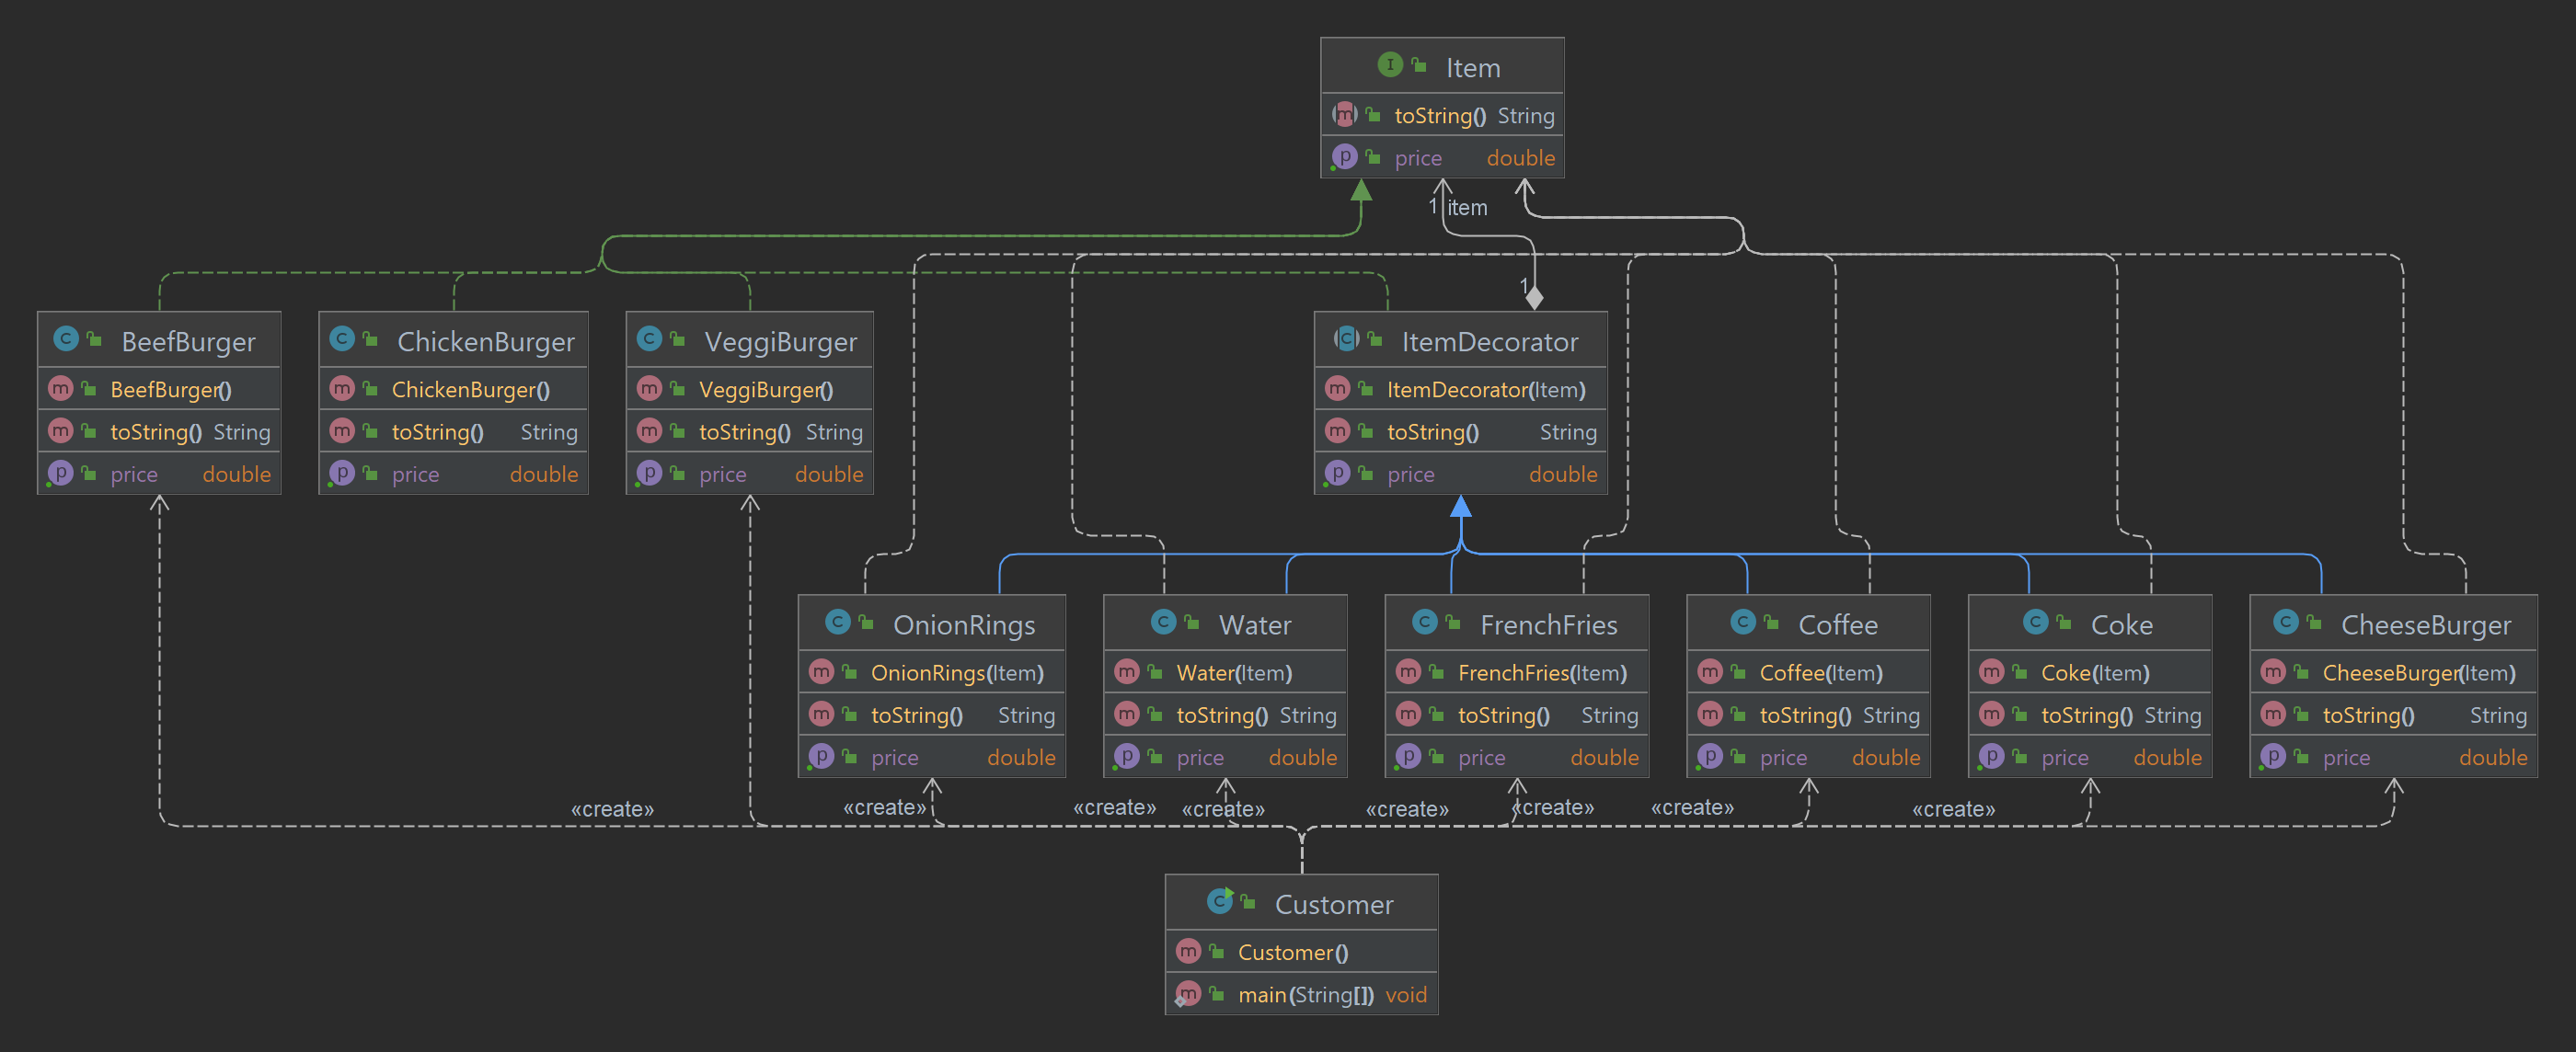 Item
toString() String
price double
1 item
1
BeefBurger
BeefBurger()
toString() String
price double
ChickenBurger
ChickenBurger()
toString() String
price double
VeggiBurger
VeggiBurger()
toString() String
price double
ItemDecorator
ItemDecorator(Item)
toString() String
price double
OnionRings
OnionRings(Item)
toString() String
price double
Water
Water(Item)
toString() String
price double
FrenchFries
FrenchFries(Item)
toString() String
price double
Coffee
Coffee(Item)
toString() String
price double
Coke
Coke(Item)
toString() String
price double
CheeseBurger
CheeseBurger(Item)
toString() String
price double
«create» «create» «create» «create» «create» «create» «create» «create»
Customer
Customer()
main(String[]) void